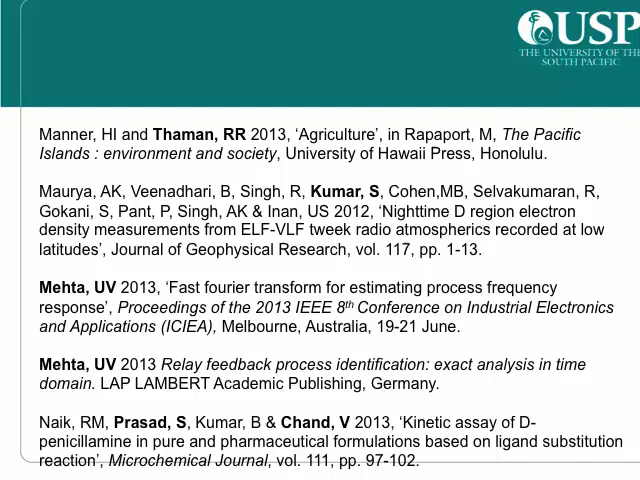 USP
THE UNIVERSITY OF THE
SOUTH PACIFIC
Manner, HI and Thaman, RR 2013, ‘Agriculture’, in Rapaport, M, The Pacific
Islands : environment and society, University of Hawaii Press, Honolulu.
Maurya, AK, Veenadhari, B, Singh, R, Kumar, S, Cohen,MB, Selvakumaran, R,
Gokani, S, Pant, P, Singh, AK & Inan, US 2012, ‘Nighttime D region electron
density measurements from ELF-VLF tweek radio atmospherics recorded at low
latitudes’, Journal of Geophysical Research, vol. 117, pp. 1-13.
Mehta, UV 2013, ‘Fast fourier transform for estimating process frequency
response’, Proceedings of the 2013 IEEE 8th Conference on Industrial Electronics
and Applications (ICIEA), Melbourne, Australia, 19-21 June.
Mehta, UV 2013 Relay feedback process identification: exact analysis in time
domain. LAP LAMBERT Academic Publishing, Germany.
Naik, RM, Prasad, S, Kumar, B & Chand, V 2013, ‘Kinetic assay of D-
penicillamine in pure and pharmaceutical formulations based on ligand substitution
reaction’, Microchemical Journal, vol. 111, pp. 97-102.